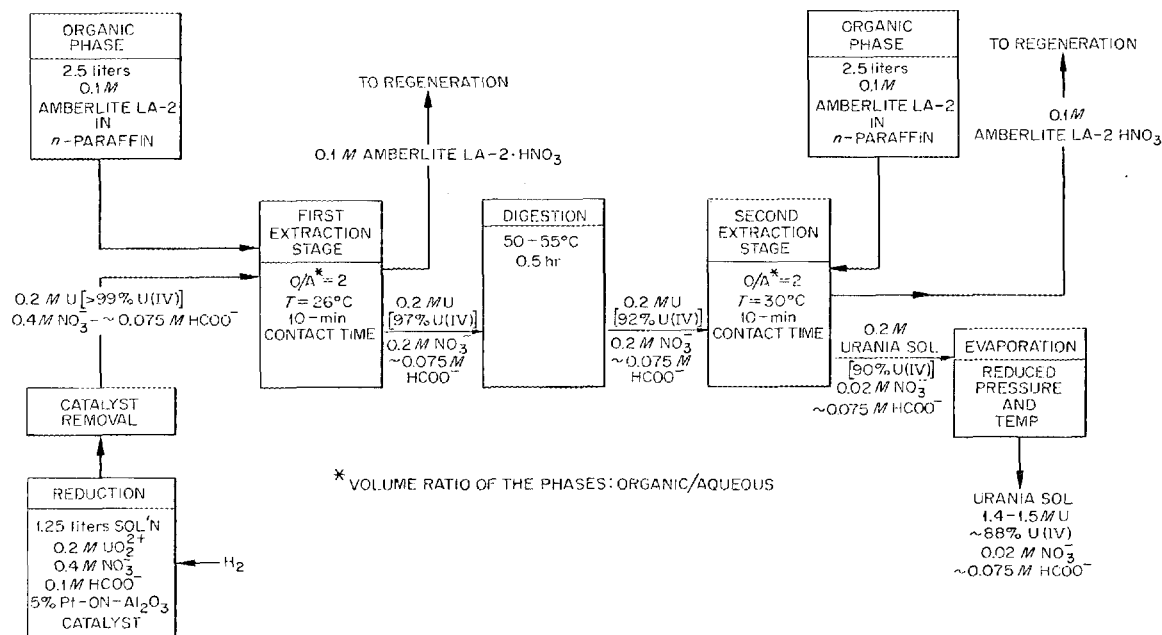 ORGANIC
PHASE
2.5 liters
0.1 M
AMBERLITE LA-2
IN
n-PARAFFIN
TO REGENERATION
0.1 M AMBERLITE LA-2·HNO₃
ORGANIC
PHASE
2.5 liters
0.1 M
AMBERLITE LA-2
IN
n-PARAFFIN
TO REGENERATION
0.1 M
AMBERLITE LA-2 HNO₃
FIRST
EXTRACTION
STAGE
O/A*=2
T=26°C
10-min
CONTACT TIME
DIGESTION
50-55°C
0.5 hr
SECOND
EXTRACTION
STAGE
O/A*=2
T=30°C
10-min
CONTACT TIME
0.2 M U [>99% U(IV)]
0.4 M NO₃⁻-~0.075 M HCOO⁻
0.2 M U
[97% U(IV)]
0.2 M NO₃⁻
~0.075 M
HCOO⁻
0.2 M U
[92% U(IV)]
0.2 M NO₃⁻
~0.075 M
HCOO⁻
0.2 M
URANIA SOL
[90% U(IV)]
0.02 M NO₃⁻
~0.075 M HCOO⁻
EVAPORATION
REDUCED
PRESSURE
AND
TEMP
CATALYST
REMOVAL
REDUCTION
1.25 liters SOL'N
0.2 M UO₂²⁺
0.4 M NO₃⁻
0.1 M HCOO⁻
5% Pt-ON-Al₂O₃
CATALYST
H₂
* VOLUME RATIO OF THE PHASES: ORGANIC/AQUEOUS
URANIA SOL
1.4-1.5 M U
~88% U(IV)
0.02 M NO₃⁻
~0.075 M HCOO⁻